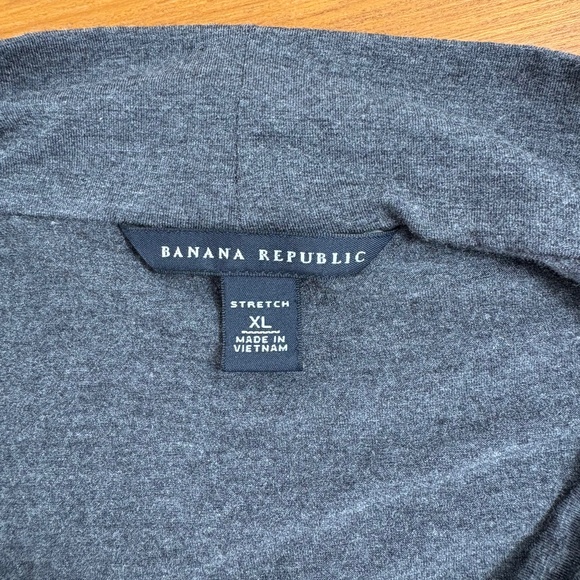 BANANA REPUBLIC
STRETCH
XL
MADE IN
VIETNAM